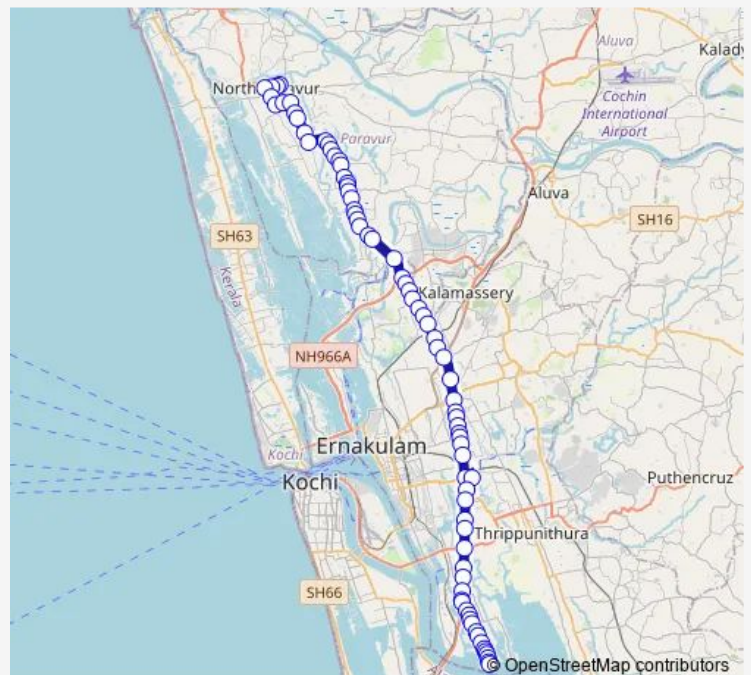 Aluva
Kalady
North
avur
Cochin
International
Airport
Paravur
Aluva
SH16
SH63
Kerala
Kalamassery
NH966A
Ernakulam
Kochi
Kochi
Puthencruz
Thrippunithura
SH66
© OpenStreetMap contributors